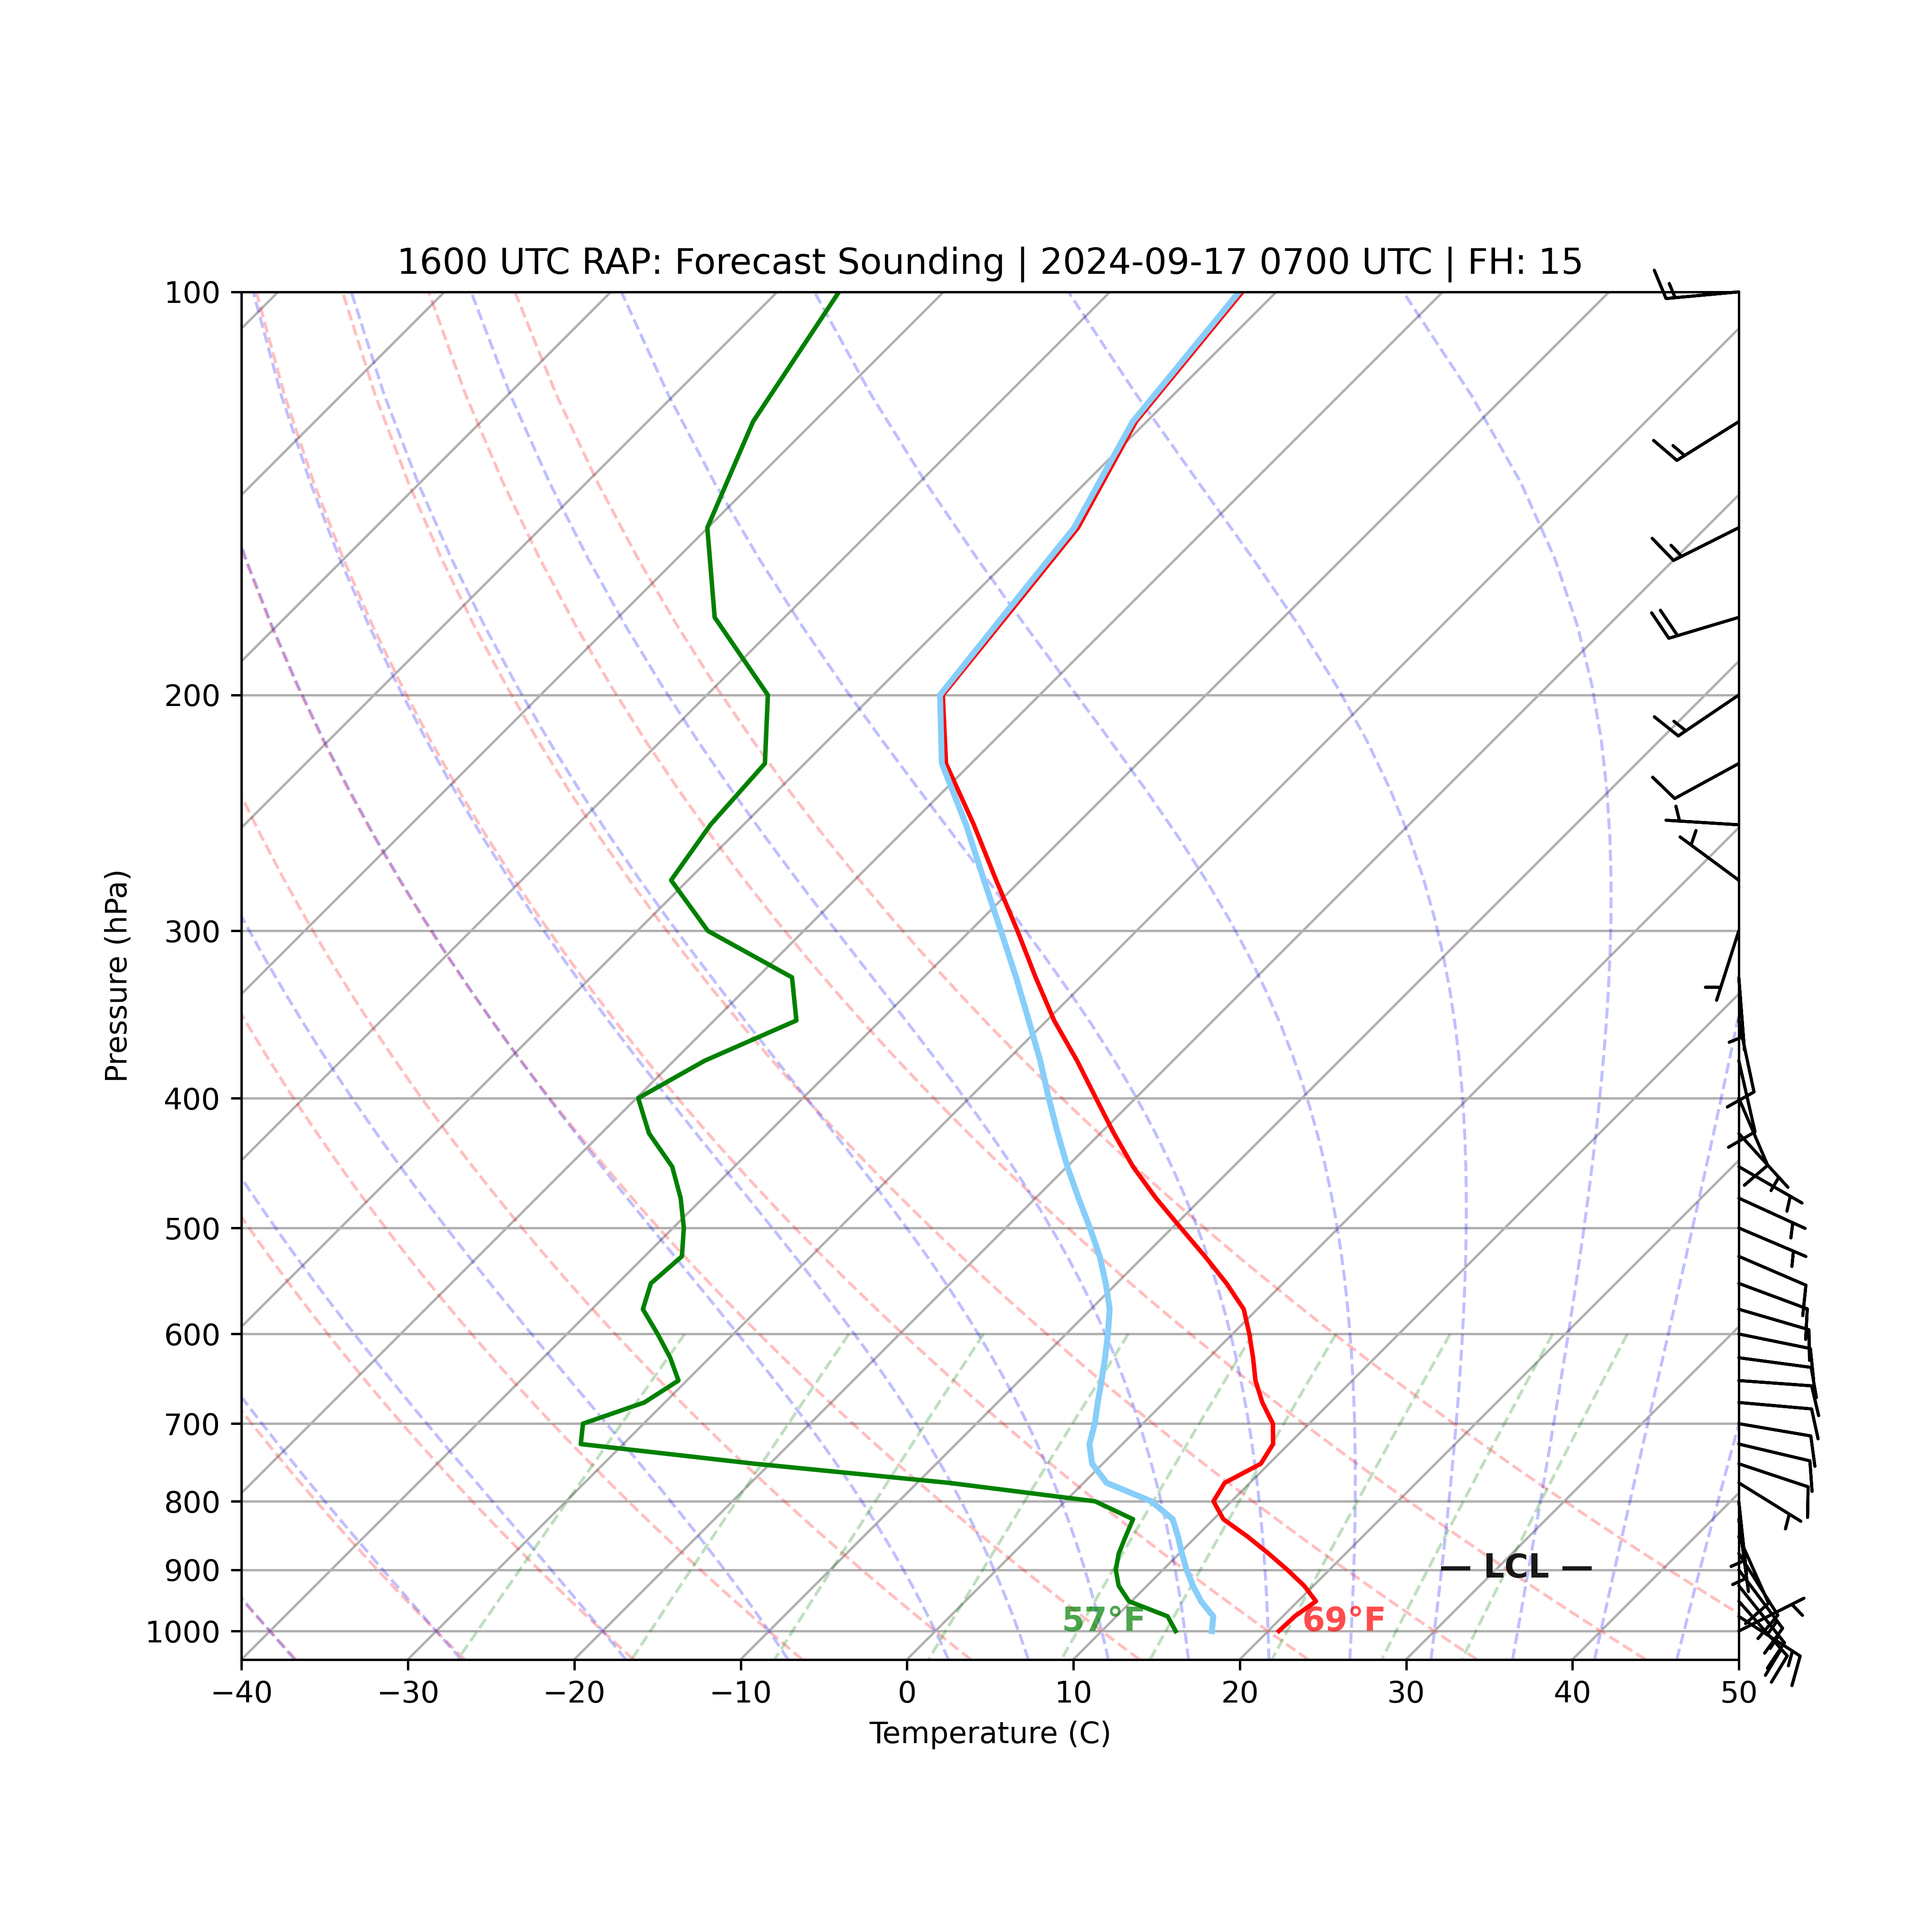 1600 UTC RAP: Forecast Sounding | 2024-09-17 0700 UTC | FH: 15
100
200
300
400
500
600
700
800
900
1000
Pressure (hPa)
— LCL —
57°F
69°F
−40 −30 −20 −10 0 10 20 30 40 50
Temperature (C)